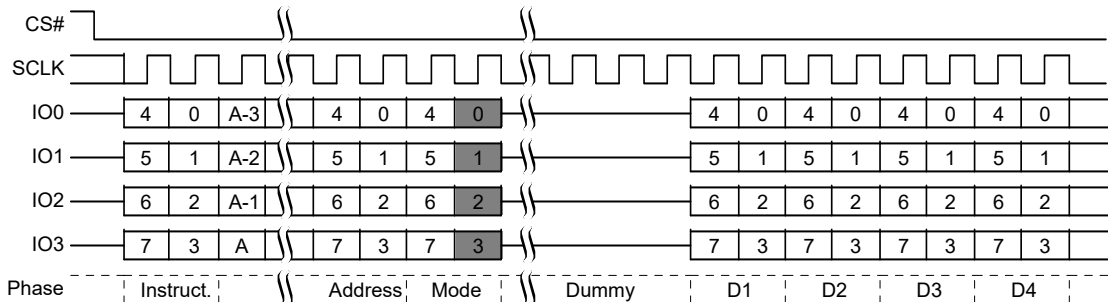 CS#
SCLK
IO0 4 0 A-3 4 0 4 0 4 0 4 0 4 0 4 0
IO1 5 1 A-2 5 1 5 1 5 1 5 1 5 1 5 1
IO2 6 2 A-1 6 2 6 2 6 2 6 2 6 2 6 2
IO3 7 3 A 7 3 7 3 7 3 7 3 7 3 7 3
Phase Instruct. Address Mode Dummy D1 D2 D3 D4